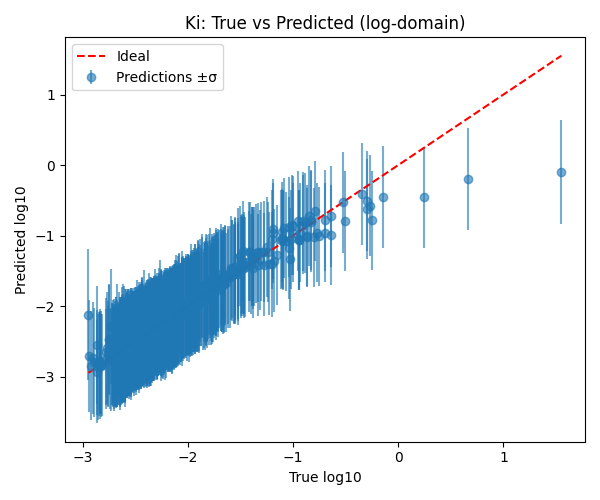 Ki: True vs Predicted (log-domain)
Ideal
Predictions ±σ
Predicted log10
1
0
−1
−2
−3
−3
−2
−1
0
1
True log10